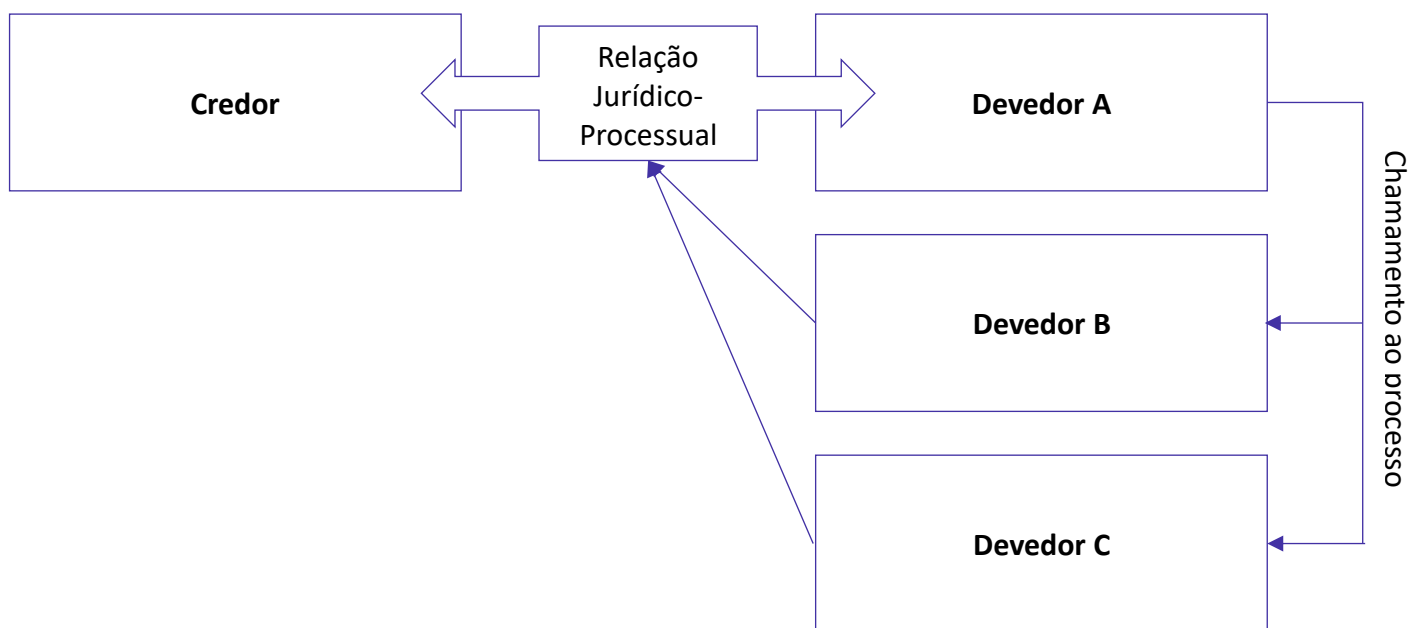 Credor
Relação
Jurídico-
Processual
Devedor A
Devedor B
Devedor C
Chamamento ao processo